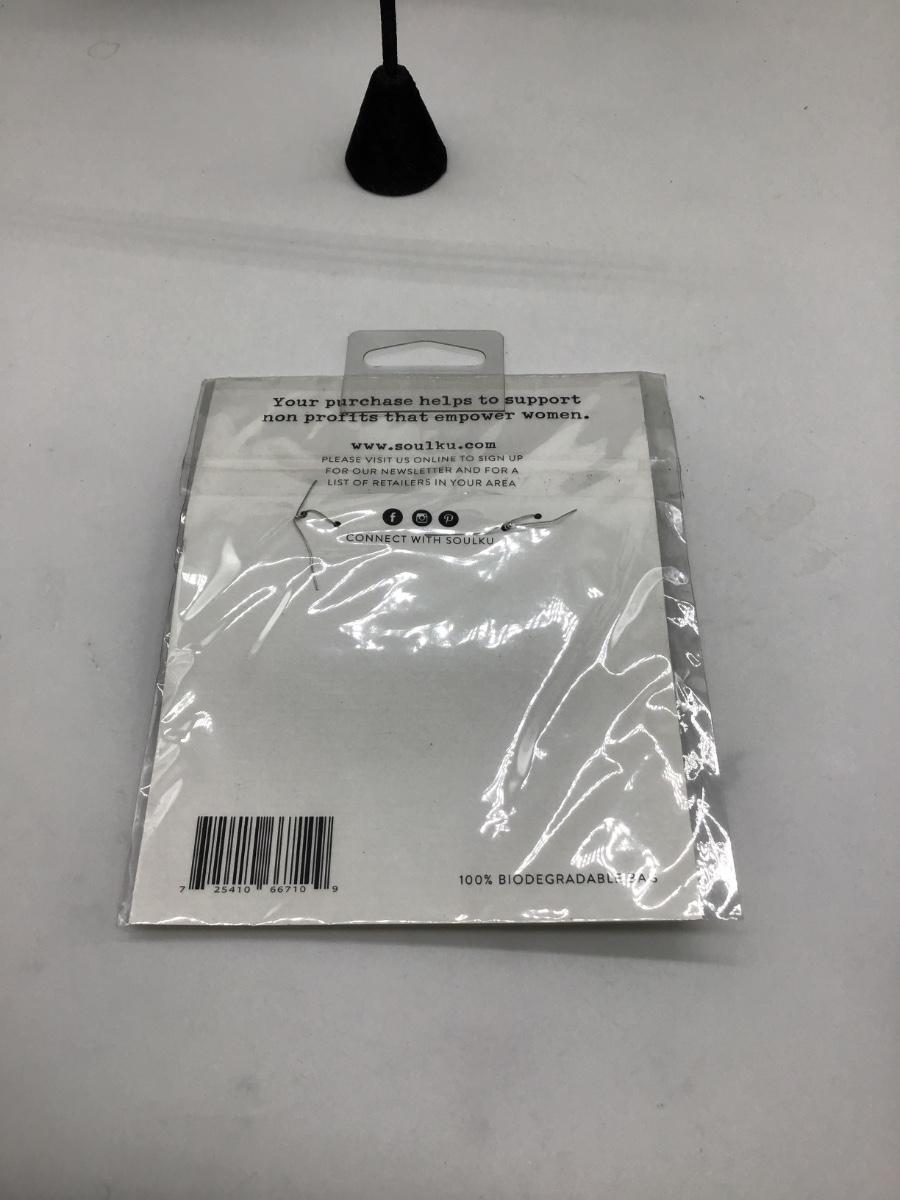 Your purchase helps to support
non profits that empower women.
www.soulku.com
PLEASE VISIT US ONLINE TO SIGN UP
FOR OUR NEWSLETTER AND FOR A
LIST OF RETAILERS IN YOUR AREA
CONNECT WITH SOULKU
7 25410 66710 9
100% BIODEGRADABLE BAG